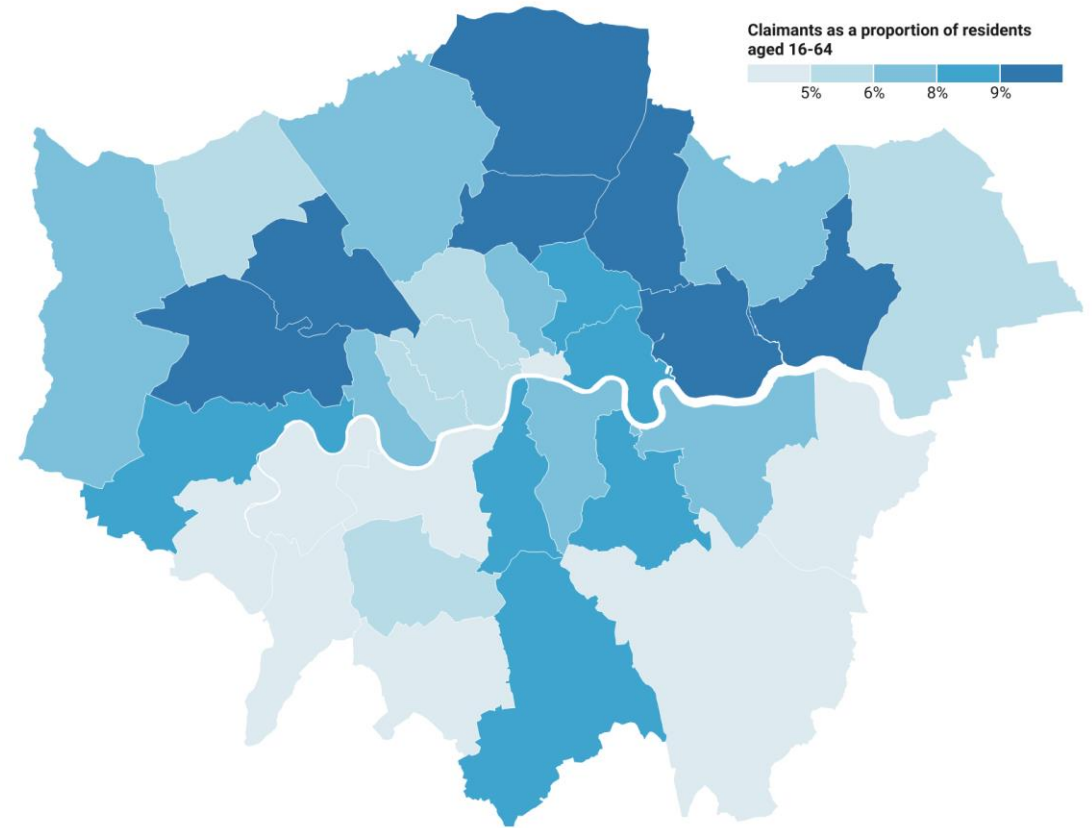 Claimants as a proportion of residents
aged 16-64
5% 6% 8% 9%